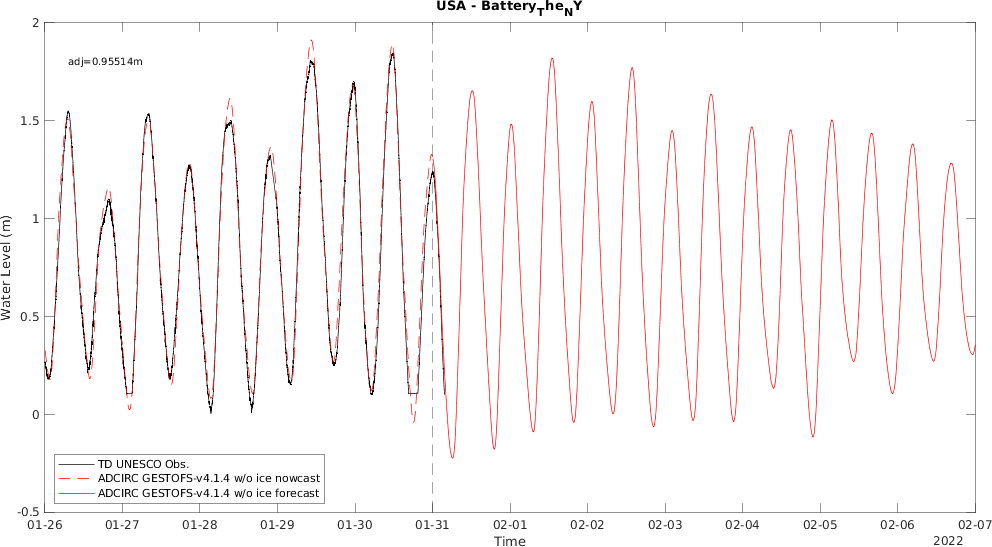 USA - Battery_The_NY
adj=0.95514m
2
1.5
1
0.5
0
-0.5
Water Level (m)
TD UNESCO Obs.
ADCIRC GESTOFS-v4.1.4 w/o ice nowcast
ADCIRC GESTOFS-v4.1.4 w/o ice forecast
01-26 01-27 01-28 01-29 01-30 01-31 02-01 02-02 02-03 02-04 02-05 02-06 02-07
Time
2022